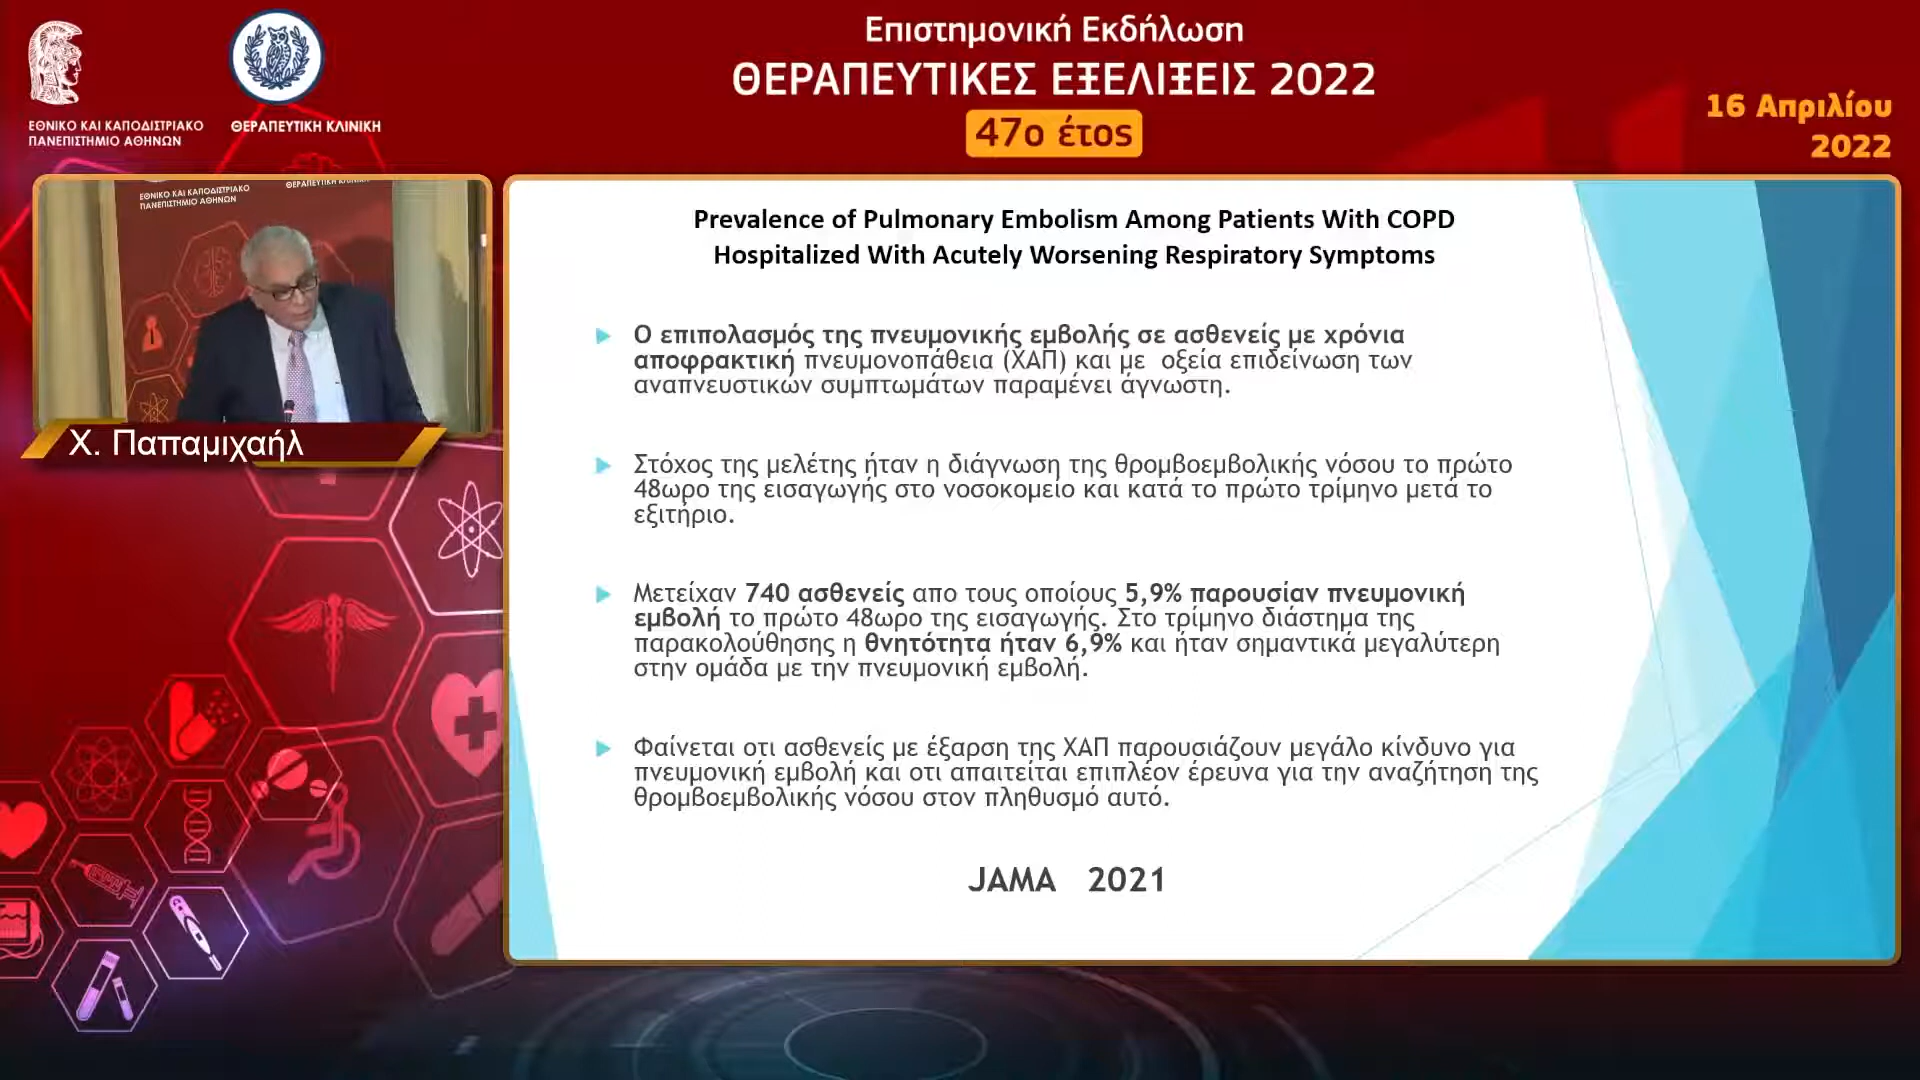 Επιστημονική Εκδήλωση
ΘΕΡΑΠΕΥΤΙΚΕΣ ΕΞΕΛΙΞΕΙΣ 2022
47ο έτος
16 Απριλίου
2022
ΕΘΝΙΚΟ ΚΑΙ ΚΑΠΟΔΙΣΤΡΙΑΚΟ
ΠΑΝΕΠΙΣΤΗΜΙΟ ΑΘΗΝΩΝ
ΘΕΡΑΠΕΥΤΙΚΗ ΚΛΙΝΙΚΗ
ΕΘΝΙΚΟ ΚΑΙ ΚΑΠΟΔΙΣΤΡΙΑΚΟ
ΠΑΝΕΠΙΣΤΗΜΙΟ ΑΘΗΝΩΝ
ΘΕΡΑΠΕΥΤΙΚΗ ΚΛΙΝΙΚΗ
Χ. Παπαμιχαήλ
Prevalence of Pulmonary Embolism Among Patients With COPD
Hospitalized With Acutely Worsening Respiratory Symptoms
Ο επιπολασμός της πνευμονικής εμβολής σε ασθενείς με χρόνια
αποφρακτική πνευμονοπάθεια (ΧΑΠ) και με οξεία επιδείνωση των
αναπνευστικών συμπτωμάτων παραμένει άγνωστη.
Στόχος της μελέτης ήταν η διάγνωση της θρομβοεμβολικής νόσου το πρώτο
48ωρο της εισαγωγής στο νοσοκομείο και κατά το πρώτο τρίμηνο μετά το
εξιτήριο.
Μετείχαν 740 ασθενείς απο τους οποίους 5,9% παρουσίαν πνευμονική
εμβολή το πρώτο 48ωρο της εισαγωγής. Στο τρίμηνο διάστημα της
παρακολούθησης η θνητότητα ήταν 6,9% και ήταν σημαντικά μεγαλύτερη
στην ομάδα με την πνευμονική εμβολή.
Φαίνεται οτι ασθενείς με έξαρση της ΧΑΠ παρουσιάζουν μεγάλο κίνδυνο για
πνευμονική εμβολή και οτι απαιτείται επιπλέον έρευνα για την αναζήτηση της
θρομβοεμβολικής νόσου στον πληθυσμό αυτό.
JAMA 2021